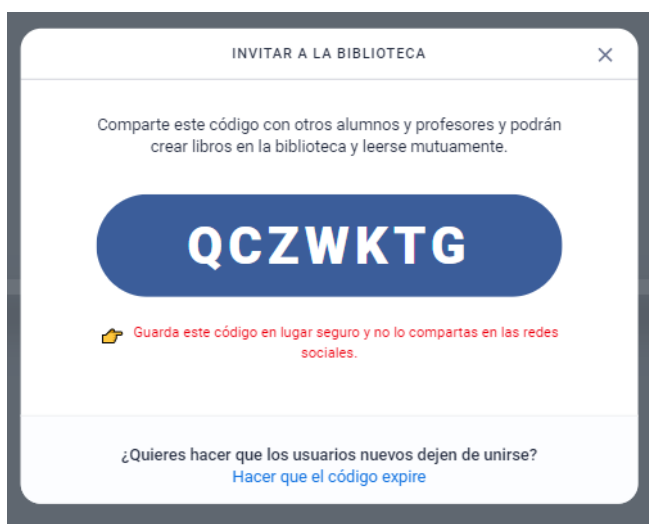 INVITAR A LA BIBLIOTECA
Comparte este código con otros alumnos y profesores y podrán
crear libros en la biblioteca y leerse mutuamente.
QCZWKTG
Guarda este código en lugar seguro y no lo compartas en las redes
sociales.
¿Quieres hacer que los usuarios nuevos dejen de unirse?
Hacer que el código expire